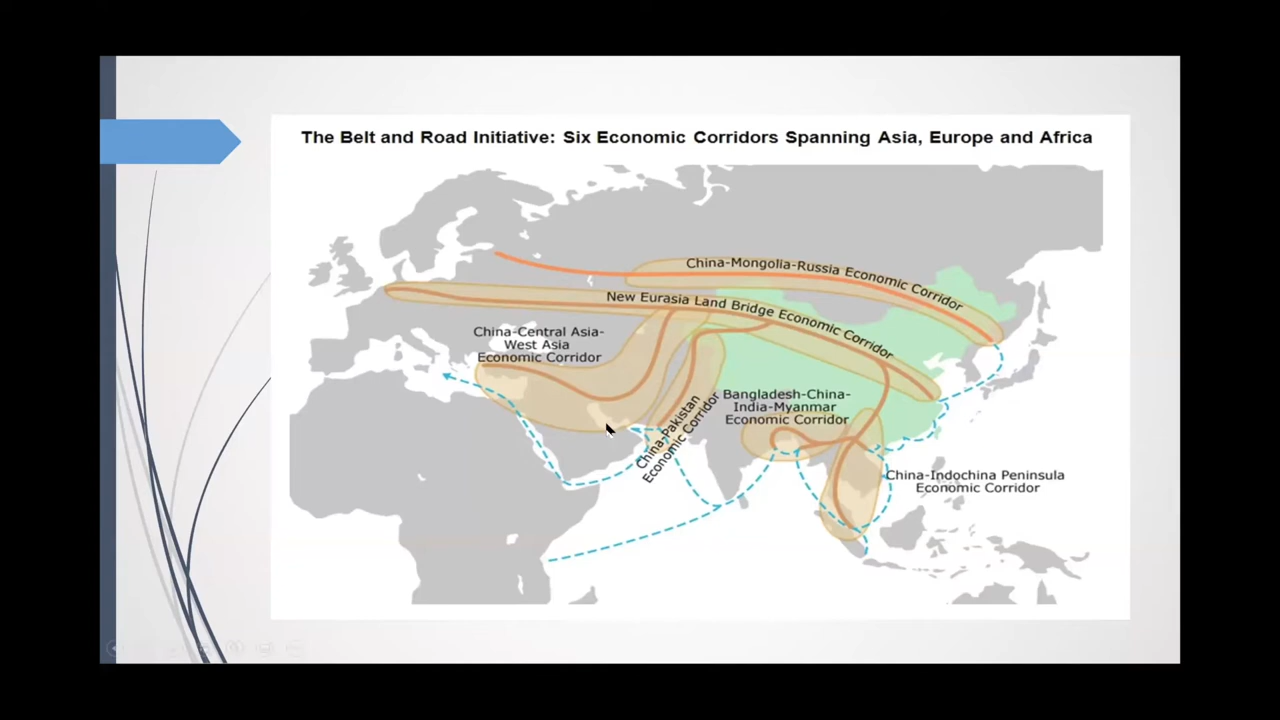 The Belt and Road Initiative: Six Economic Corridors Spanning Asia, Europe and Africa
China-Mongolia-Russia Economic Corridor
New Eurasia Land Bridge Economic Corridor
China-Central Asia-
West Asia
Economic Corridor
China-Pakistan
Economic Corridor
Bangladesh-China-
India-Myanmar
Economic Corridor
China-Indochina Peninsula
Economic Corridor